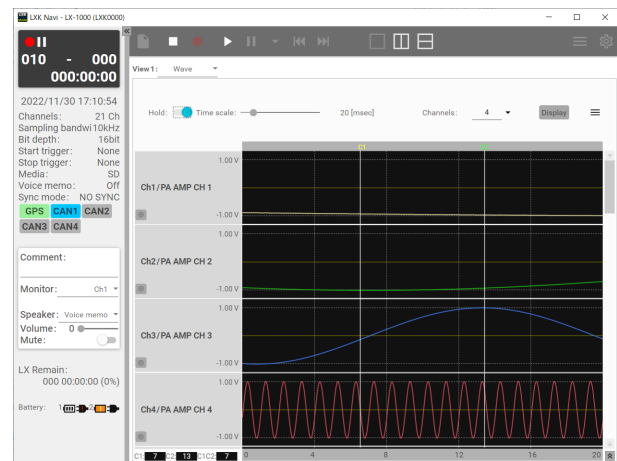 LXK Navi - LX-1000 (LXK0000)
010 - 000
000:00:00
2022/11/30 17:10:54
Channels: 21 Ch
Sampling bandwi 10kHz
Bit depth: 16bit
Start trigger: None
Stop trigger: None
Media: SD
Voice memo: Off
Sync mode: NO SYNC
GPS CAN1 CAN2
CAN3 CAN4
Comment:
Monitor: Ch1
Speaker: Voice memo
Volume: 0
Mute:
LX Remain:
000 00:00:00 (0%)
Battery: 1 2
View1: Wave
Hold: Time scale: 20 [msec] Channels: 4 Display
C1
1.00 V
Ch1/PA AMP CH 1
-1.00 V
1.00 V
Ch2/PA AMP CH 2
-1.00 V
1.00 V
Ch3/PA AMP CH 3
-1.00 V
1.00 V
Ch4/PA AMP CH 4
-1.00 V
C1: 7 C2: 13 C1C2: 7 0 4 8 12 16 20